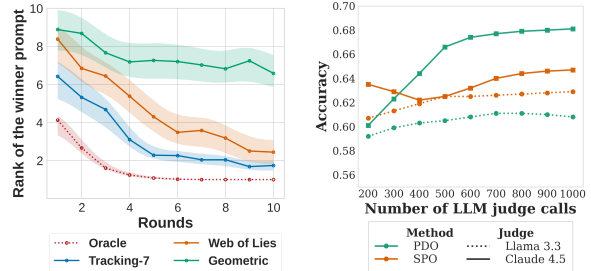 10
8
6
4
2
2
4
6
8
10
Rank of the winner prompt
Rounds
Oracle
Web of Lies
Tracking-7
Geometric
0.70
0.68
0.66
0.64
0.62
0.60
0.58
0.56
200 300 400 500 600 700 800 900 1000
Accuracy
Number of LLM judge calls
Method
Judge
PDO
Llama 3.3
SPO
Claude 4.5